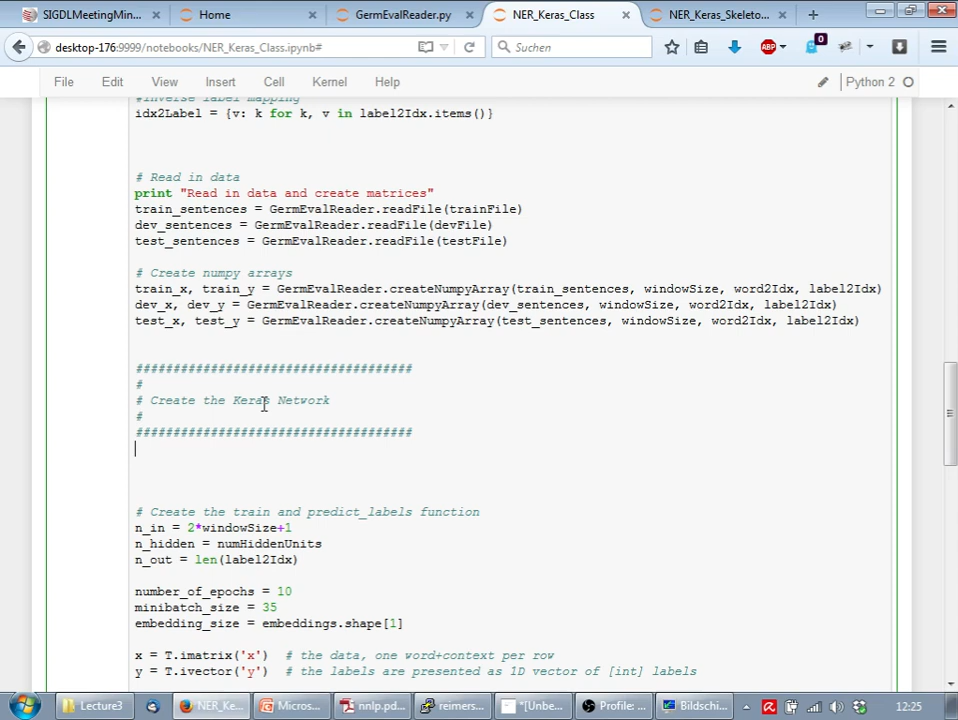 SIGDLMeetingMin...
Home
GermEvalReader.py
NER_Keras_Class
NER_Keras_Skeleto...
desktop-176:9999/notebooks/NER_Keras_Class.ipynb#
Suchen
ABP
0
File Edit View Insert Cell Kernel Help
Python 2
#inverse label mapping
idx2Label = {v: k for k, v in label2Idx.items()}
# Read in data
print "Read in data and create matrices"
train_sentences = GermEvalReader.readFile(trainFile)
dev_sentences = GermEvalReader.readFile(devFile)
test_sentences = GermEvalReader.readFile(testFile)
# Create numpy arrays
train_x, train_y = GermEvalReader.createNumpyArray(train_sentences, windowSize, word2Idx, label2Idx)
dev_x, dev_y = GermEvalReader.createNumpyArray(dev_sentences, windowSize, word2Idx, label2Idx)
test_x, test_y = GermEvalReader.createNumpyArray(test_sentences, windowSize, word2Idx, label2Idx)
#####################################
#
# Create the Keras Network
#
#####################################
# Create the train and predict_labels function
n_in = 2*windowSize+1
n_hidden = numHiddenUnits
n_out = len(label2Idx)
number_of_epochs = 10
minibatch_size = 35
embedding_size = embeddings.shape[1]
x = T.imatrix('x')  # the data, one word+context per row
y = T.ivector('y')  # the labels are presented as 1D vector of [int] labels
Lecture3
NER_Ke...
Micros...
nnlp.pd...
reimers...
*[Unbe...
Profile: ...
Bildschi...
12:25